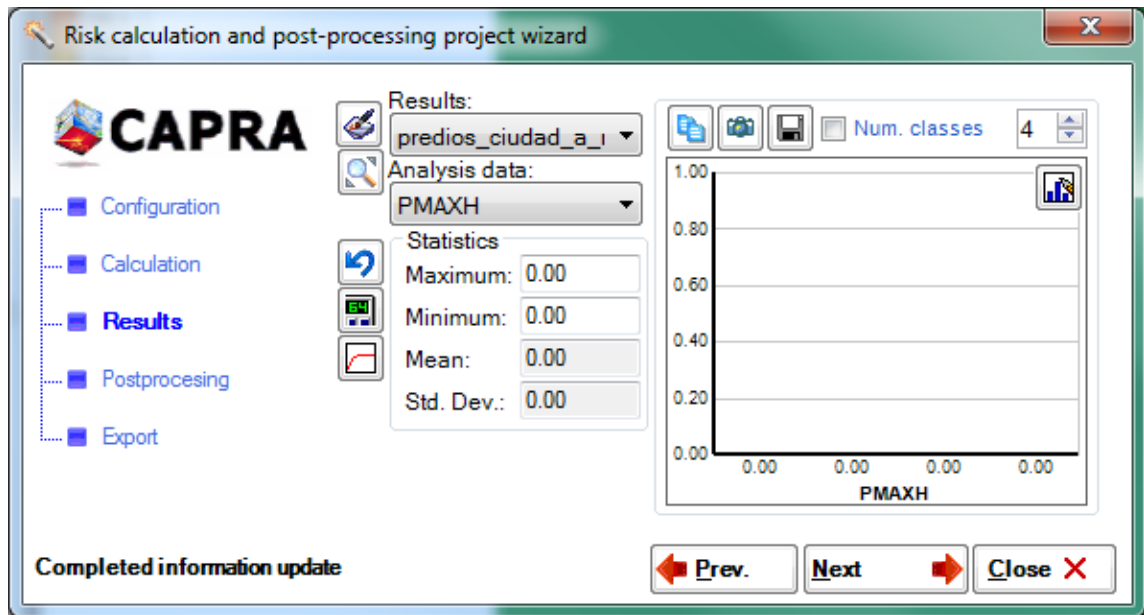 Risk calculation and post-processing project wizard
CAPRA
Configuration
Calculation
Results
Postprocesing
Export
Results:
predios_ciudad_a_
Analysis data:
PMAXH
Statistics
Maximum: 0.00
Minimum: 0.00
Mean: 0.00
Std. Dev.: 0.00
Num. classes 4
1.00
0.80
0.60
0.40
0.20
0.00
0.00 0.00 0.00 0.00
PMAXH
Completed information update
Prev. Next Close